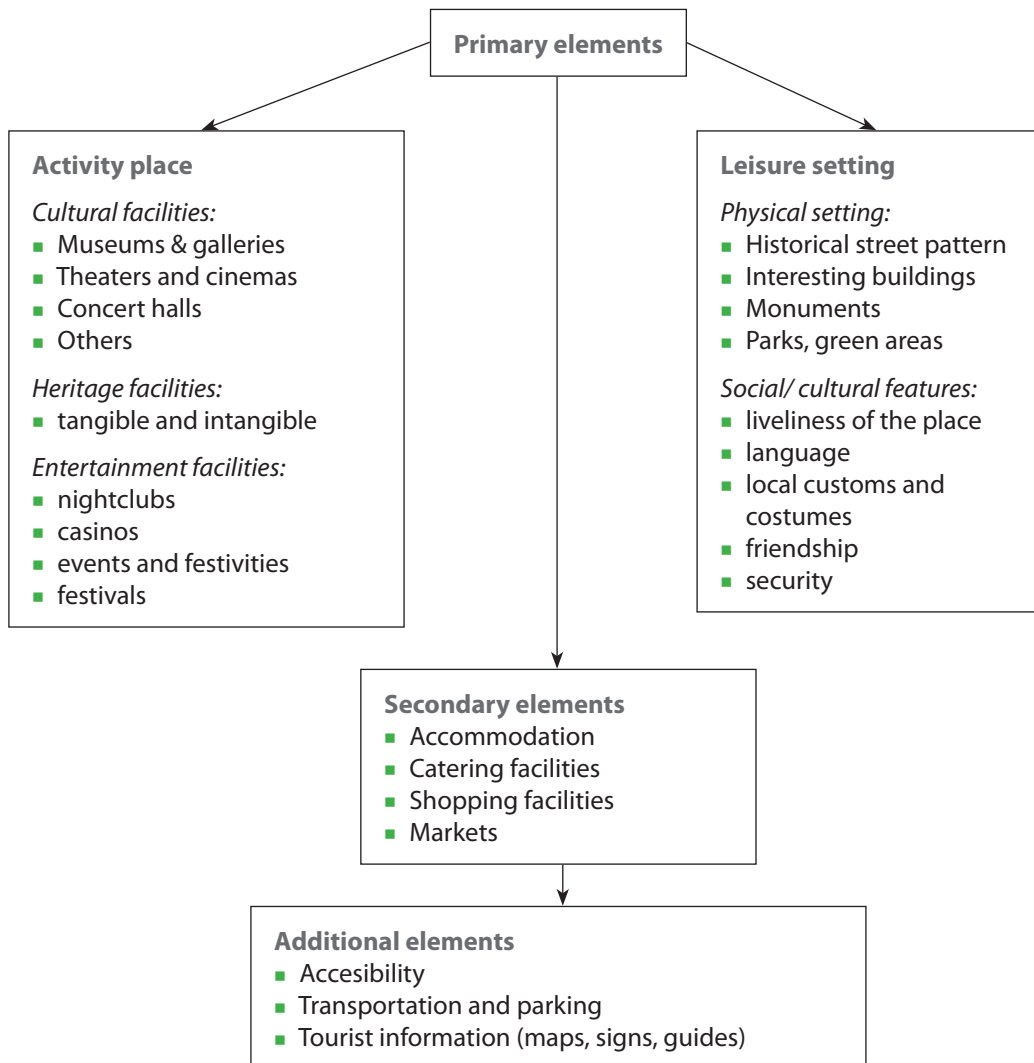 Primary elements
Activity place
Cultural facilities:
■ Museums & galleries
■ Theaters and cinemas
■ Concert halls
■ Others
Heritage facilities:
■ tangible and intangible
Entertainment facilities:
■ nightclubs
■ casinos
■ events and festivities
■ festivals
Leisure setting
Physical setting:
■ Historical street pattern
■ Interesting buildings
■ Monuments
■ Parks, green areas
Social/ cultural features:
■ liveliness of the place
■ language
■ local customs and
costumes
■ friendship
■ security
Secondary elements
■ Accommodation
■ Catering facilities
■ Shopping facilities
■ Markets
Additional elements
■ Accesibility
■ Transportation and parking
■ Tourist information (maps, signs, guides)